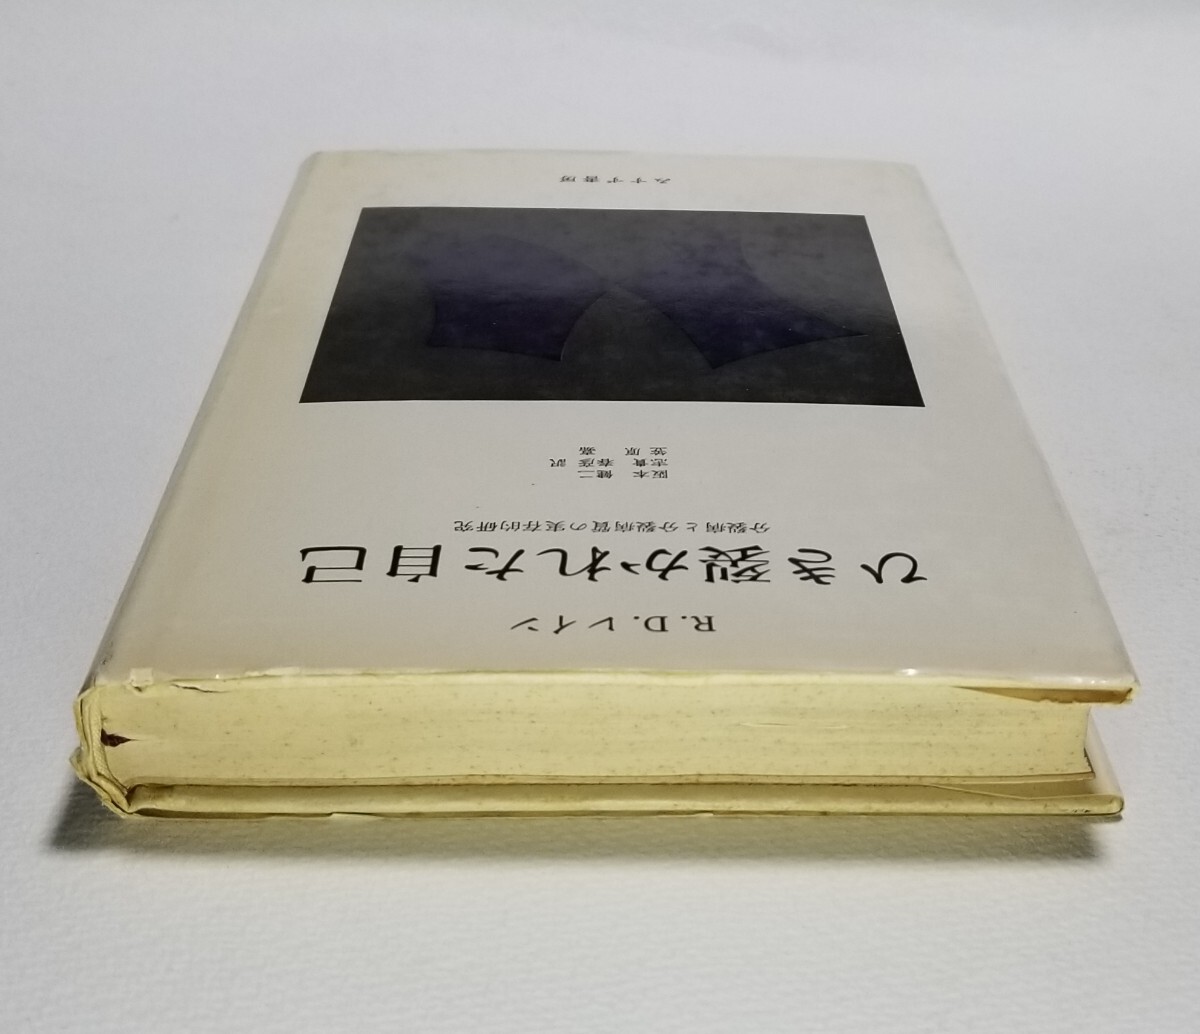 R.D.レイン
ひき裂かれた自己
分裂病と分裂病質の実存的研究
阪本 健二
志貴 春彦 訳
笠原 嘉
みすず書房